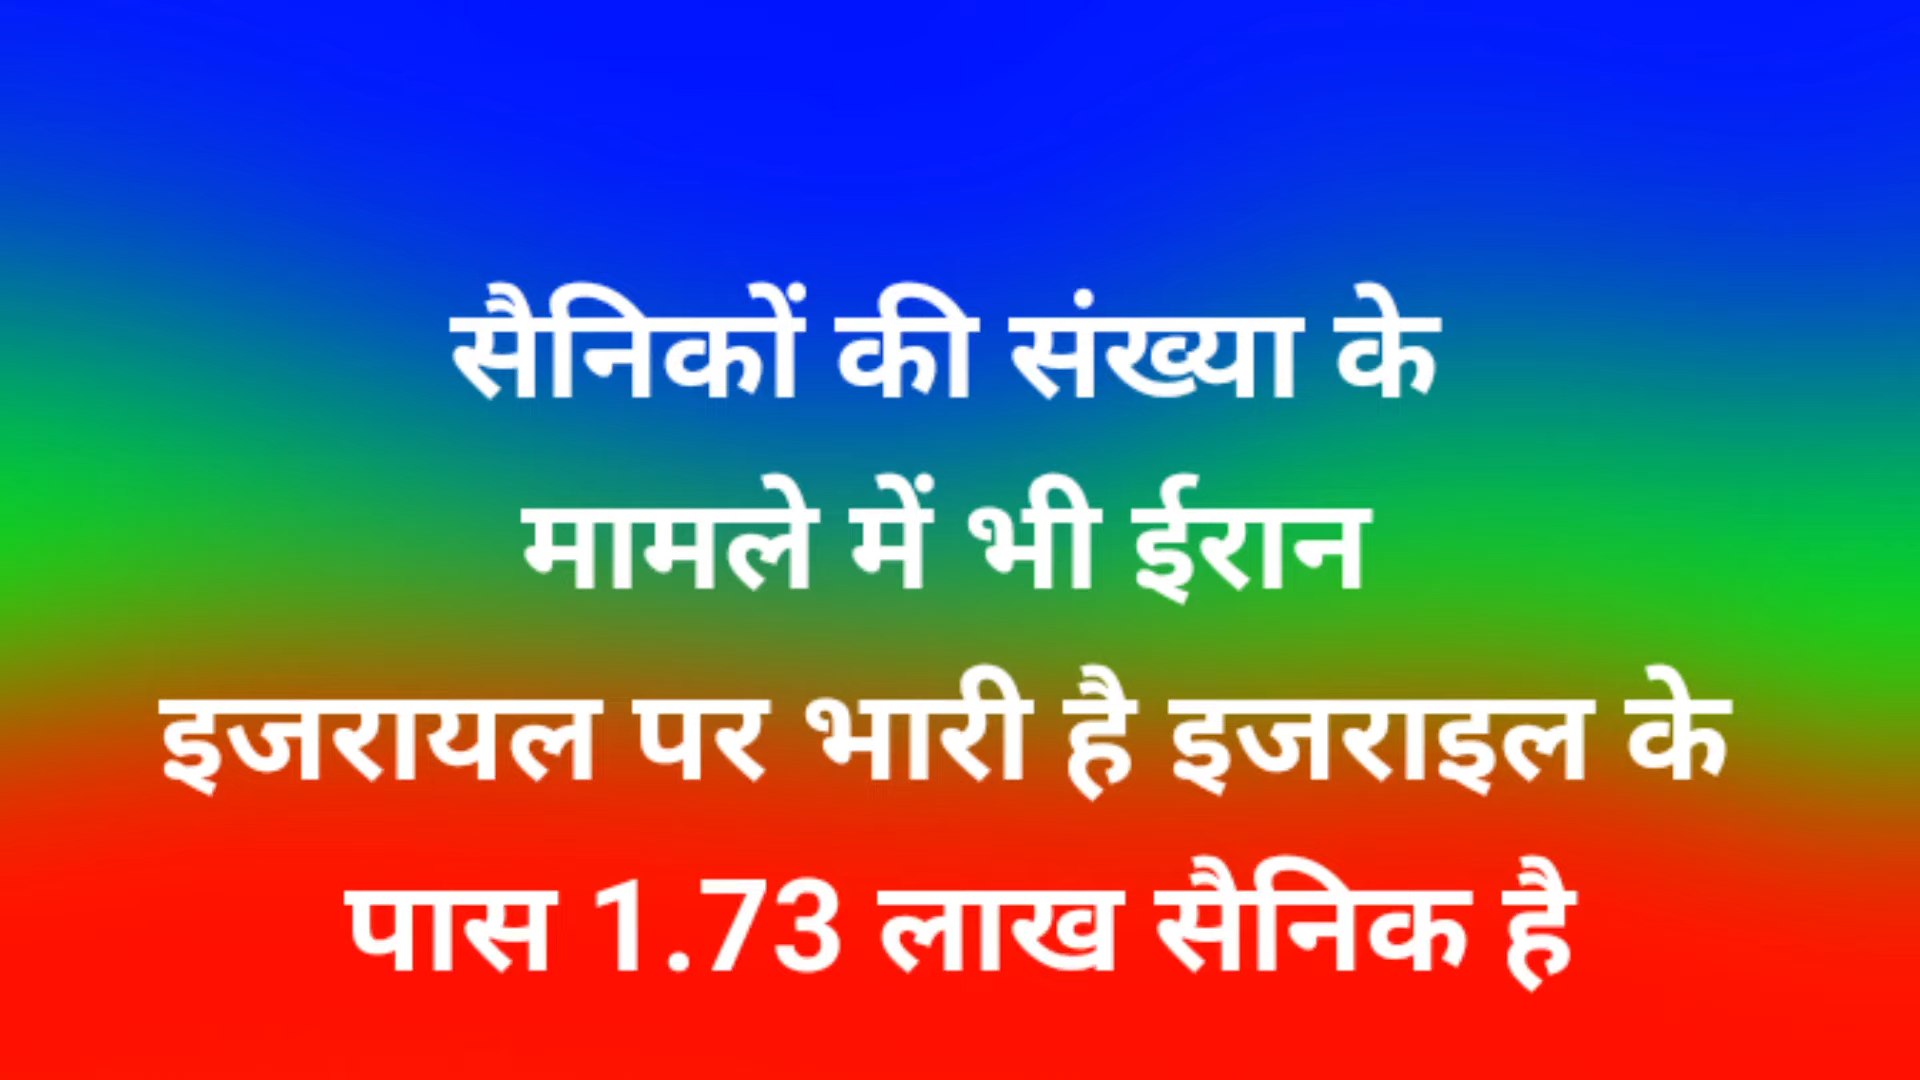 सैनिकों की संख्या के
मामले में भी ईरान
इजरायल पर भारी है इजराइल के
पास 1.73 लाख सैनिक है